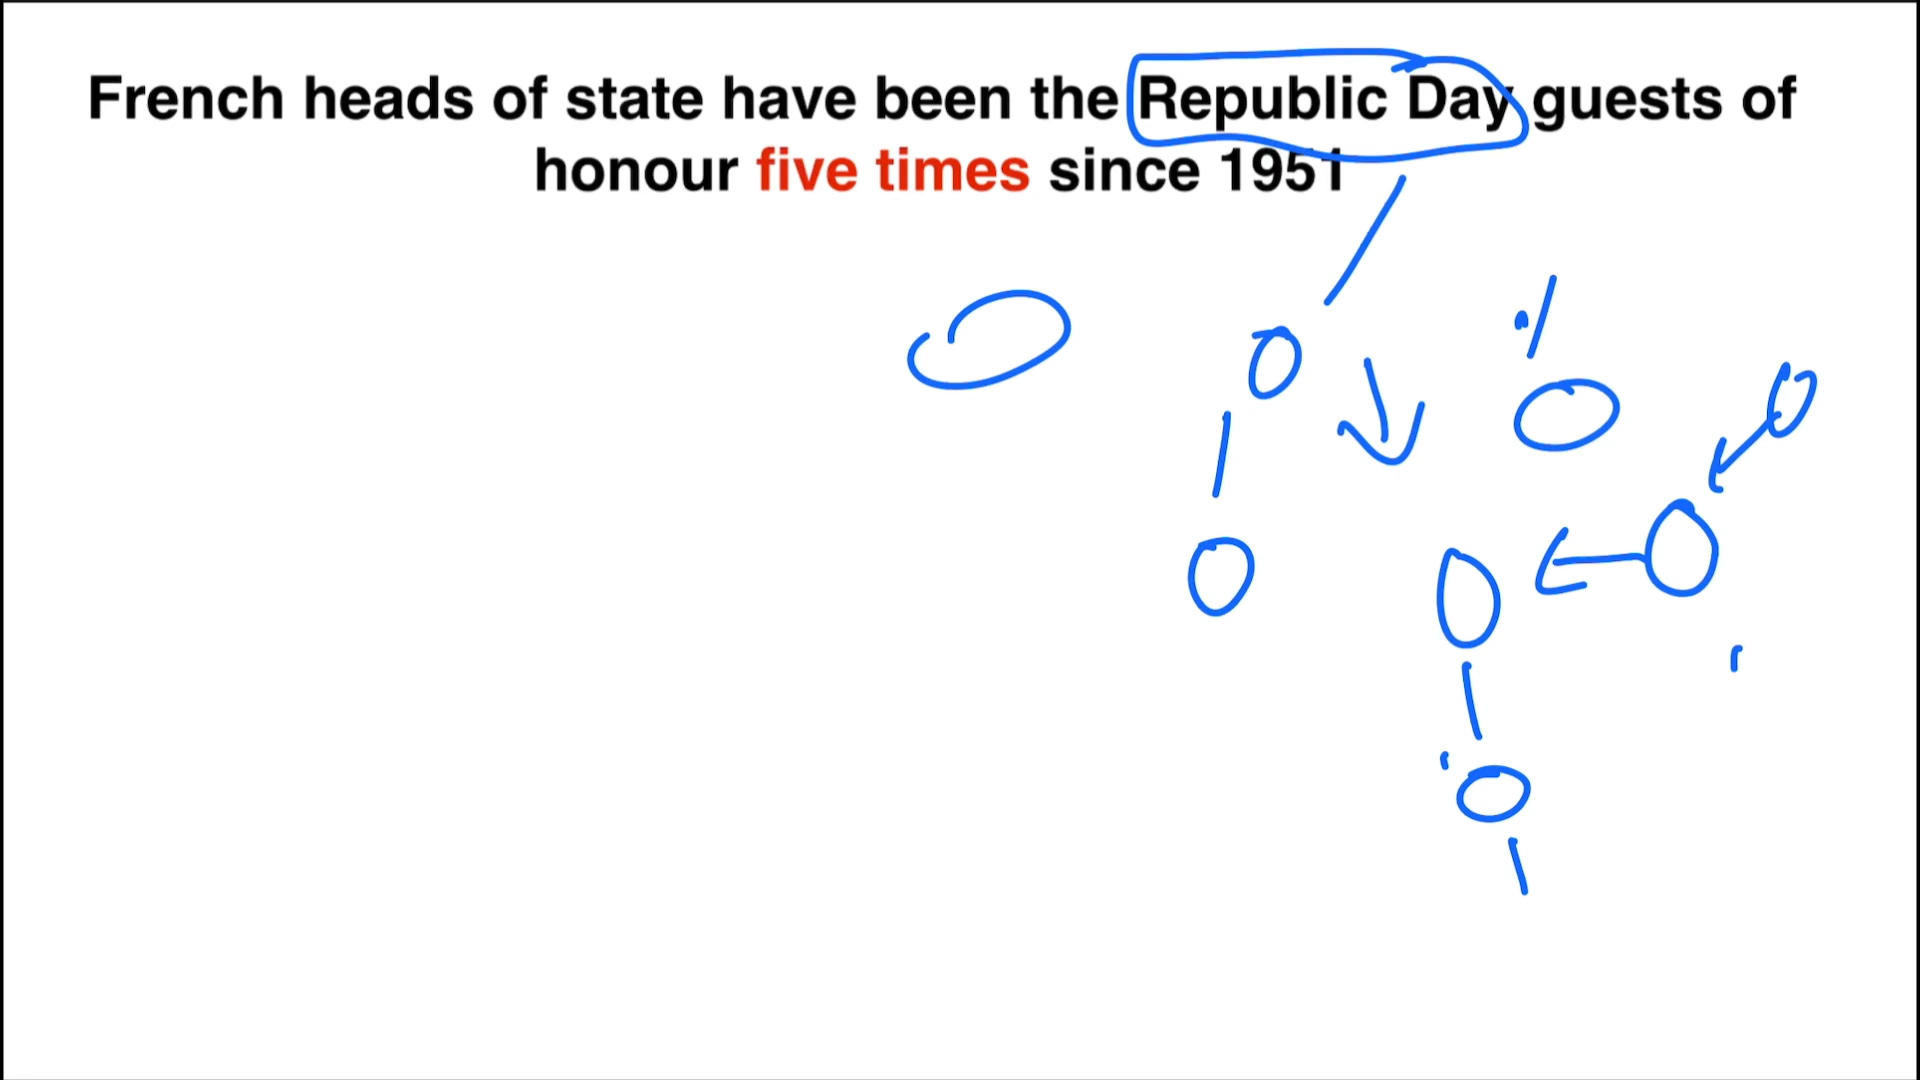 French heads of state have been the Republic Day guests of
honour five times since 1951